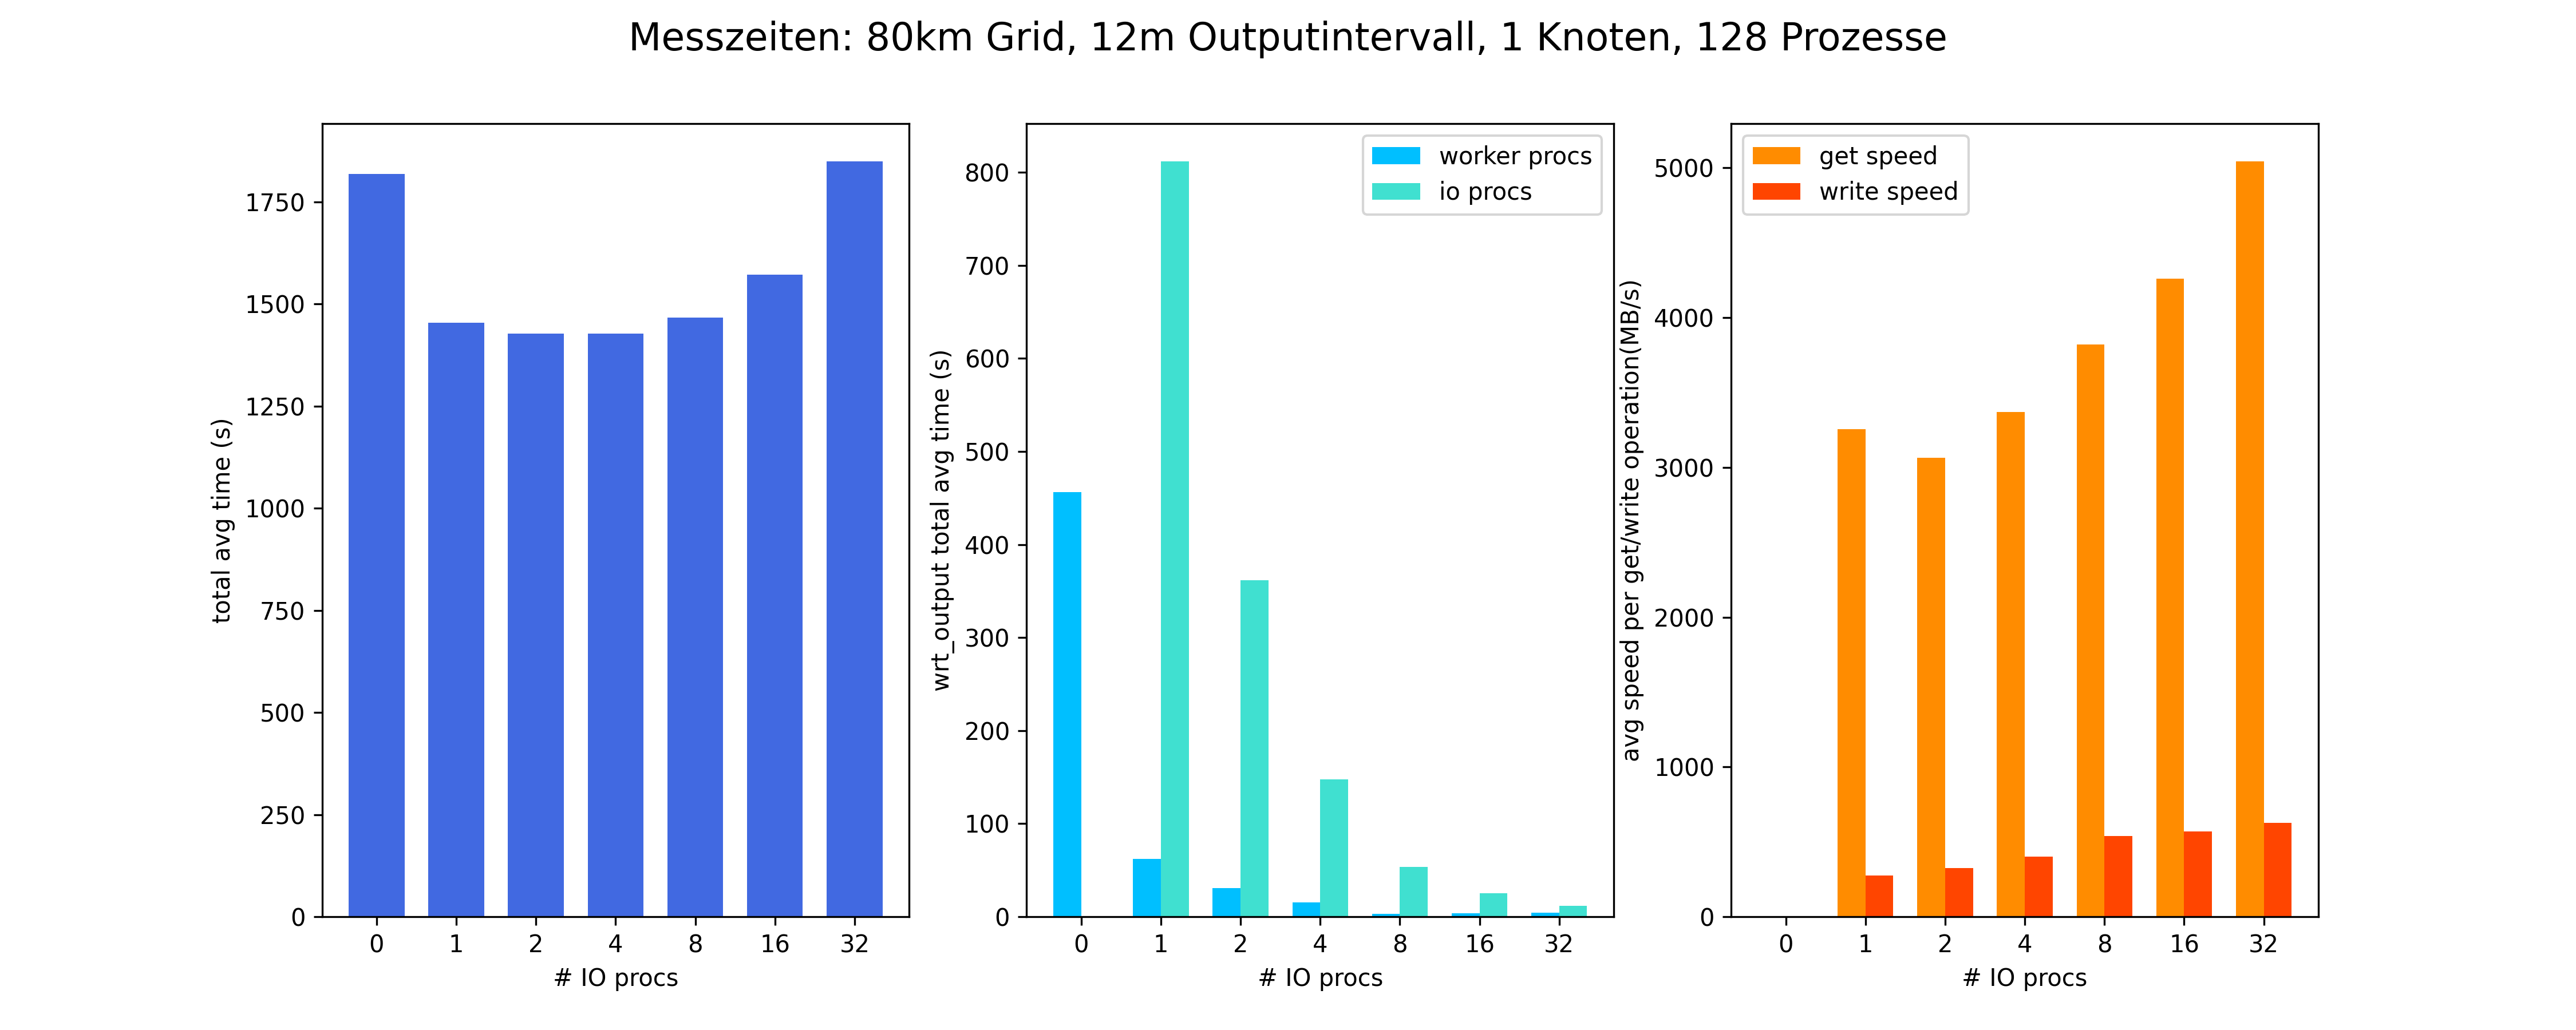 Messzeiten: 80km Grid, 12m Outputintervall, 1 Knoten, 128 Prozesse
total avg time (s)
1750
1500
1250
1000
750
500
250
0
0 1 2 4 8 16 32
# IO procs
wrt_output total avg time (s)
800
700
600
500
400
300
200
100
0
worker procs
io procs
0 1 2 4 8 16 32
# IO procs
avg speed per get/write operation(MB/s)
5000
4000
3000
2000
1000
0
get speed
write speed
0 1 2 4 8 16 32
# IO procs